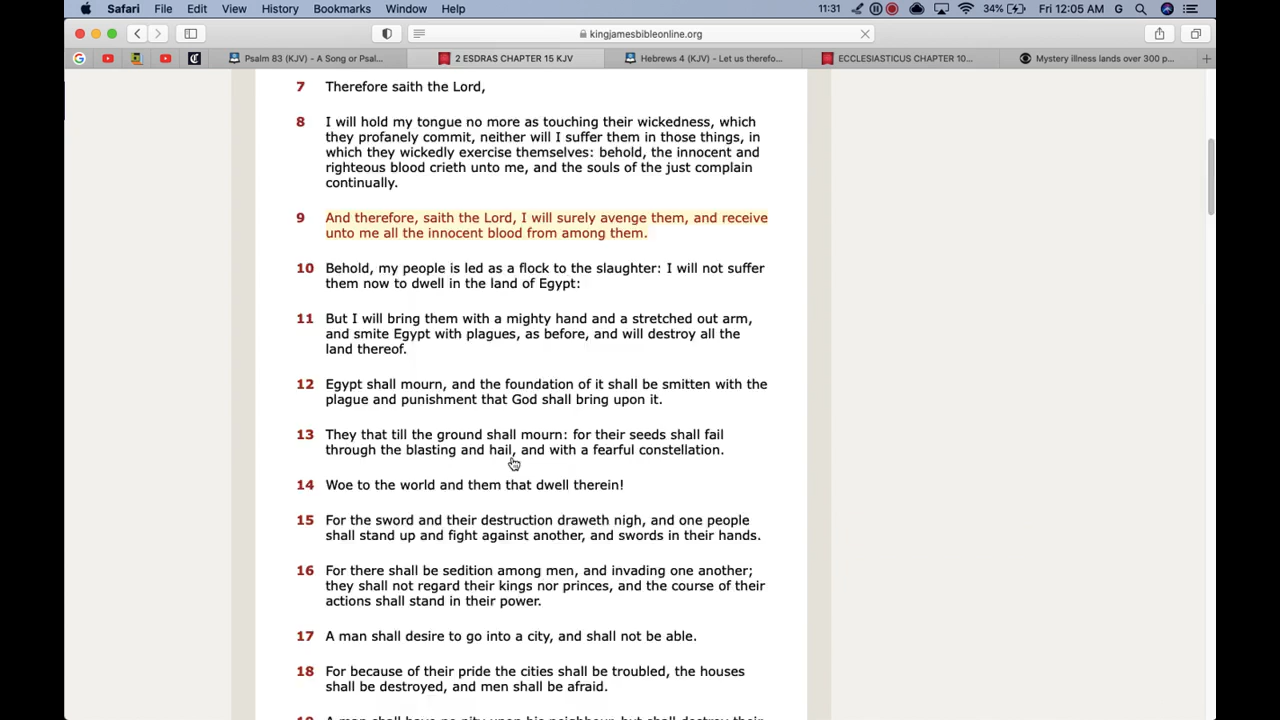 Safari File Edit View History Bookmarks Window Help 11:31 34% Fri 12:05 AM G
kingjamesbibleonline.org
Psalm 83 (KJV) - A Song or Psal... 2 ESDRAS CHAPTER 15 KJV Hebrews 4 (KJV) - Let us therefo... ECCLESIASTICUS CHAPTER 10... Mystery illness lands over 300 p...
7 Therefore saith the Lord,
8 I will hold my tongue no more as touching their wickedness, which
they profanely commit, neither will I suffer them in those things, in
which they wickedly exercise themselves: behold, the innocent and
righteous blood crieth unto me, and the souls of the just complain
continually.
9 And therefore, saith the Lord, I will surely avenge them, and receive
unto me all the innocent blood from among them.
10 Behold, my people is led as a flock to the slaughter: I will not suffer
them now to dwell in the land of Egypt:
11 But I will bring them with a mighty hand and a stretched out arm,
and smite Egypt with plagues, as before, and will destroy all the
land thereof.
12 Egypt shall mourn, and the foundation of it shall be smitten with the
plague and punishment that God shall bring upon it.
13 They that till the ground shall mourn: for their seeds shall fail
through the blasting and hail, and with a fearful constellation.
14 Woe to the world and them that dwell therein!
15 For the sword and their destruction draweth nigh, and one people
shall stand up and fight against another, and swords in their hands.
16 For there shall be sedition among men, and invading one another;
they shall not regard their kings nor princes, and the course of their
actions shall stand in their power.
17 A man shall desire to go into a city, and shall not be able.
18 For because of their pride the cities shall be troubled, the houses
shall be destroyed, and men shall be afraid.
19 A man shall have no pity upon his neighbour, but shall destroy their